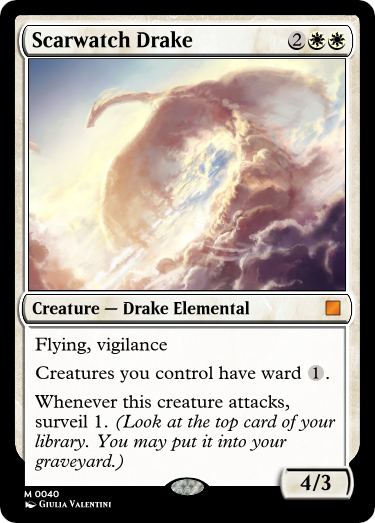 Scarwatch Drake 2
Creature — Drake Elemental
Flying, vigilance
Creatures you control have ward 1.
Whenever this creature attacks,
surveil 1. (Look at the top card of your
library. You may put it into your
graveyard.)
4/3
M 0040
Giulia Valentini